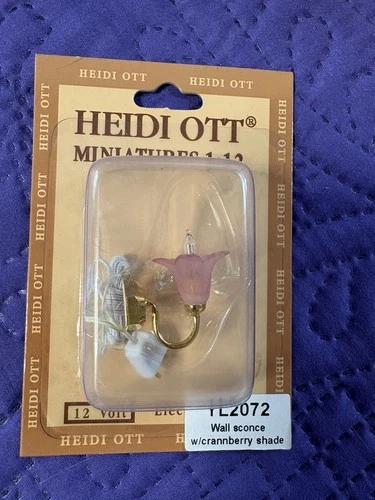 HEIDI OTT
HEIDI OTT
HEIDI OTT®
MINIATURES 1:12
HEIDI OTT
HEIDI OTT
HEIDI OTT
HEIDI OTT
HEIDI OTT
HEIDI OTT
HEIDI OTT
12 Volt
YL2072
Wall sconce
w/crannberry shade
HEIDI OTT